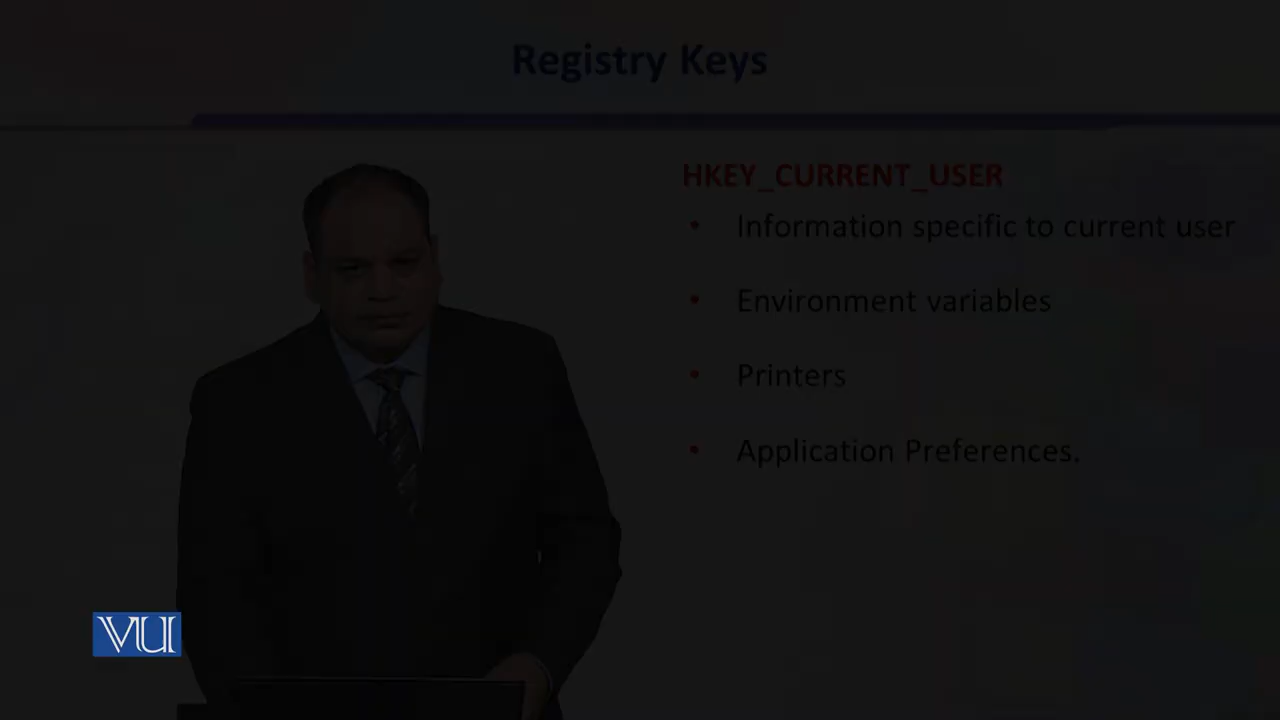 Registry Keys
HKEY_CURRENT_USER
• Information specific to current user
• Environment variables
• Printers
• Application Preferences.
VU